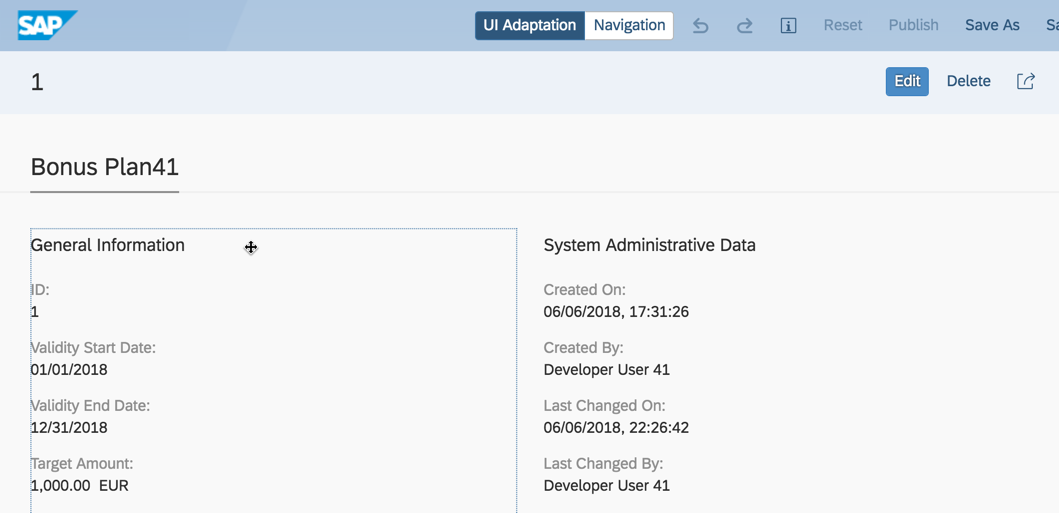 SAP UI Adaptation Navigation Reset Publish Save As Sa
1 Edit Delete
Bonus Plan41
General Information
ID:
1
Validity Start Date:
01/01/2018
Validity End Date:
12/31/2018
Target Amount:
1,000.00 EUR
System Administrative Data
Created On:
06/06/2018, 17:31:26
Created By:
Developer User 41
Last Changed On:
06/06/2018, 22:26:42
Last Changed By:
Developer User 41